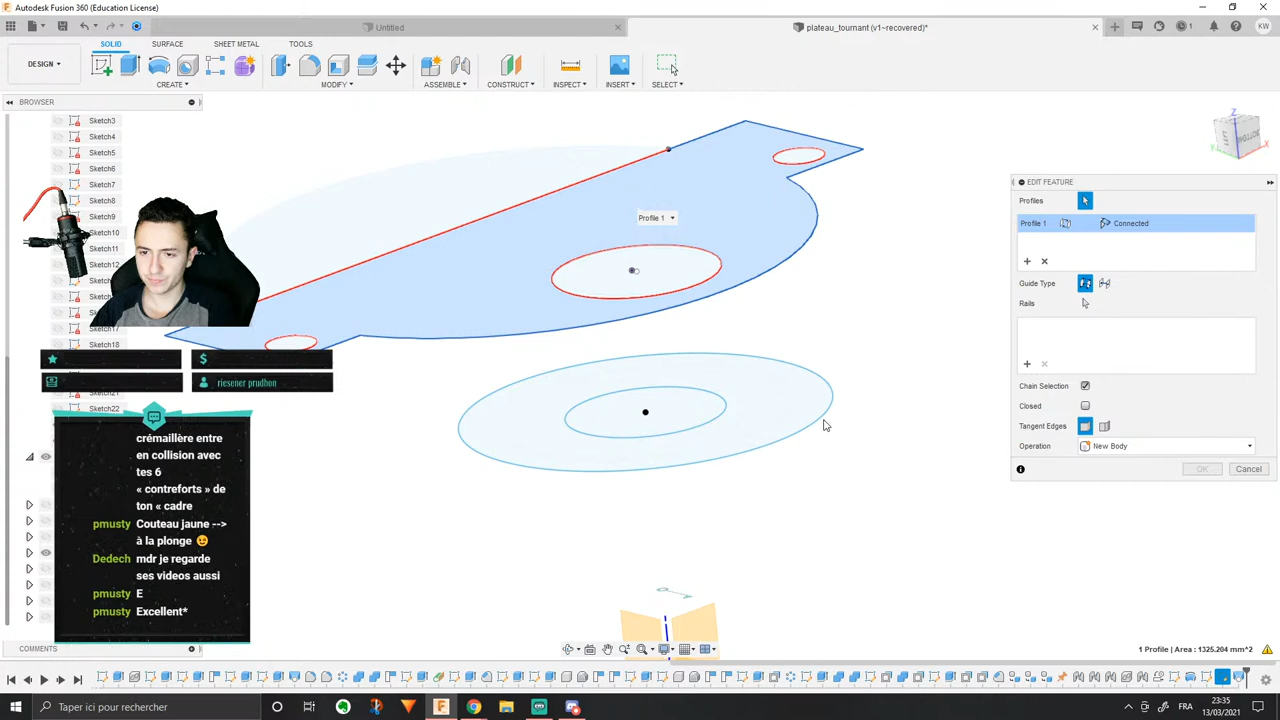 Autodesk Fusion 360 (Education License)
Untitled
plateau_tournant (v1~recovered)*
1
KW
SOLID
SURFACE
SHEET METAL
TOOLS
DESIGN
CREATE
MODIFY
ASSEMBLE
CONSTRUCT
INSPECT
INSERT
SELECT
BROWSER
Sketch3
Sketch4
Sketch5
Sketch6
Sketch7
Sketch8
Sketch9
Sketch18
Sketch22
Z
BOTTOM
X
Profile 1
EDIT FEATURE
Profiles
Profile 1
Connected
Guide Type
Rails
Chain Selection
Closed
Tangent Edges
Operation
New Body
OK
Cancel
riesener prudhon
crémaillère entre
en collision avec
tes 6
« contreforts » de
ton « cadre
pmusty Couteau jaune -->
à la plonge 😉
Dedech mdr je regarde
ses videos aussi
pmusty E
pmusty Excellent*
COMMENTS
1 Profile | Area : 1325.204 mm^2
Taper ici pour rechercher
FRA
23:35
13/03/2021